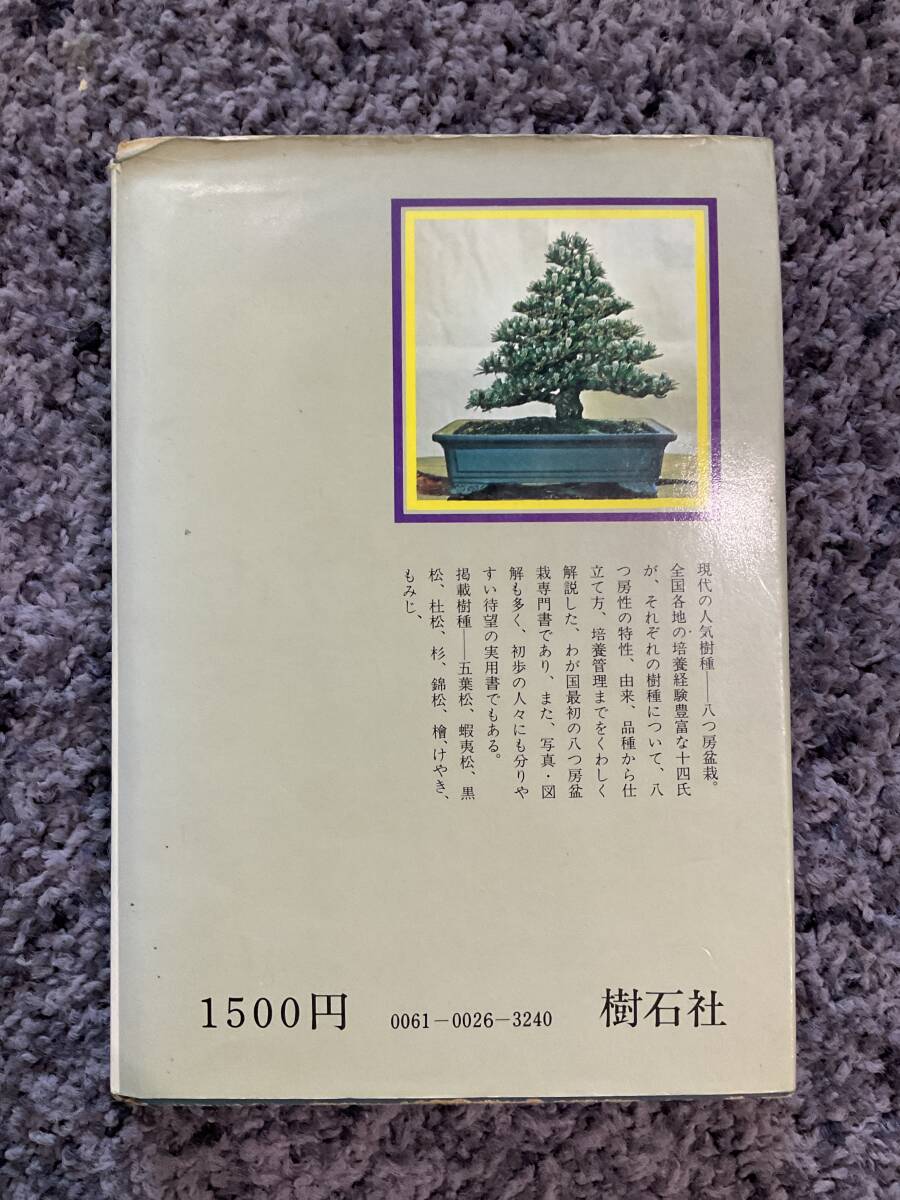 現代の人気樹種――八つ房盆栽。
全国各地の培養経験豊富な十四氏
が、それぞれの樹種について、八
つ房性の特性、由来、品種から仕
立て方、培養管理までをくわしく
解説した、わが国最初の八つ房盆
栽専門書であり、また、写真・図
解も多く、初歩の人々にも分りや
すい待望の実用書でもある。
掲載樹種――五葉松、蝦夷松、黒
松、杜松、杉、錦松、檜、けやき、
もみじ、
1500円
0061-0026-3240
樹石社